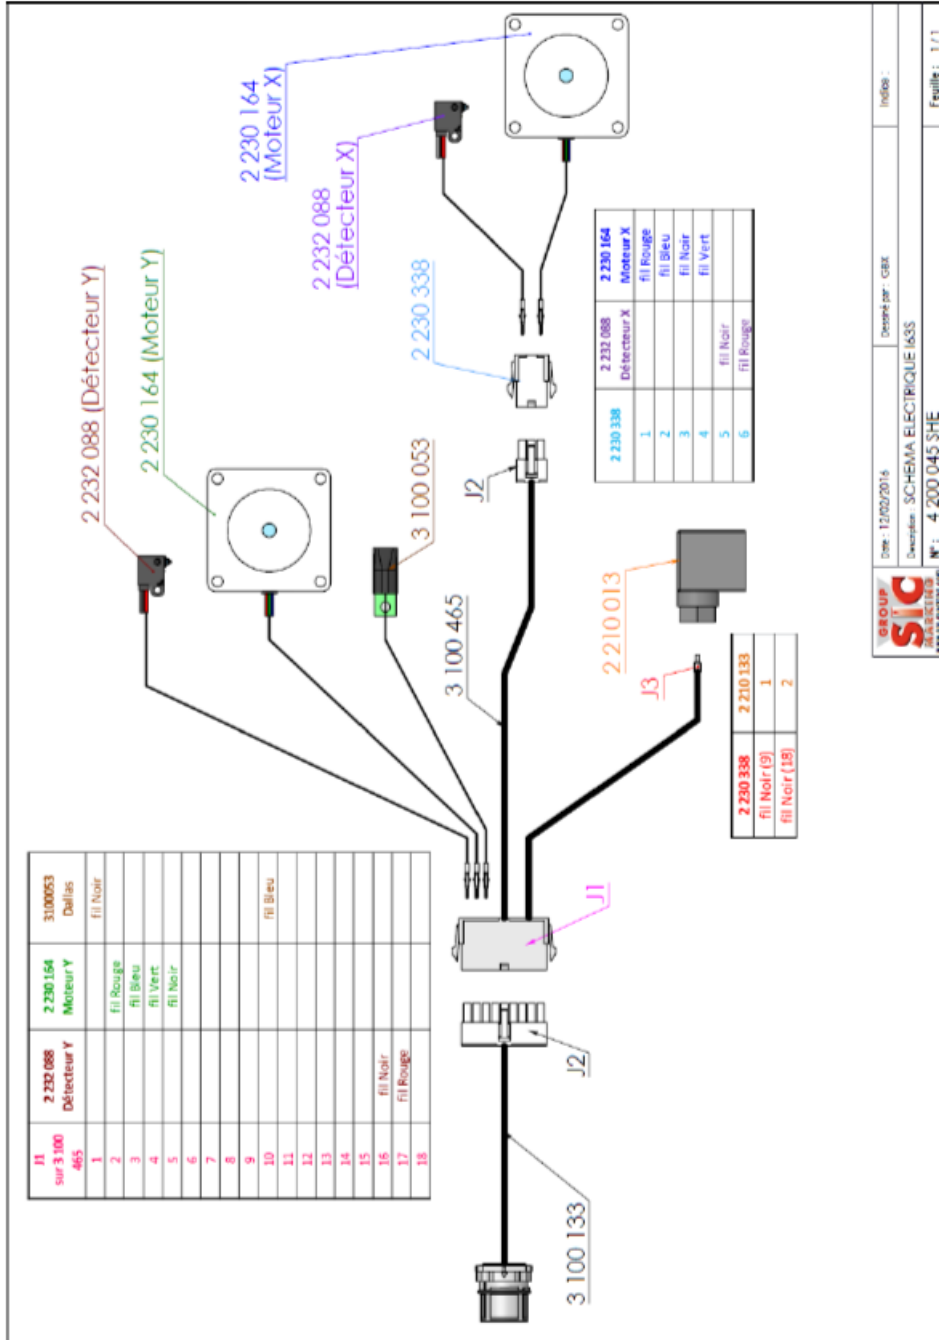 2 232 088 (Détecteur Y)
2 230 164 (Moteur Y)
2 230 164
(Moteur X)
2 232 088
(Détecteur X)
2 230 338
3 100 053
J2
3 100 465
2 210 013
J3
J1
J2
3 100 133
J1 sur 3 100 465 | 2 232 088 Détecteur Y | 2 230 164 Moteur Y | 3100053 Dallas
1 fil Noir
2 fil Rouge
3 fil Bleu
4 fil Vert
5 fil Noir
6
7
8
9
10 fil Bleu
11
12
13
14
15
16 fil Noir
17 fil Rouge
18
2 230 338 | 2 232 088 Détecteur X | 2 230 164 Moteur X
1 fil Rouge
2 fil Bleu
3 fil Noir
4 fil Vert
5 fil Noir
6 fil Rouge
2 230 338 | 2 210 133
fil Noir (9) 1
fil Noir (18) 2
GROUP
SIC
MARKING
Date : 12/02/2016
Dessiné par : GBX
Indice :
Description : SCHEMA ELECTRIQUE I63S
N° : 4 200 045 SHE
Feuille : 1 / 1